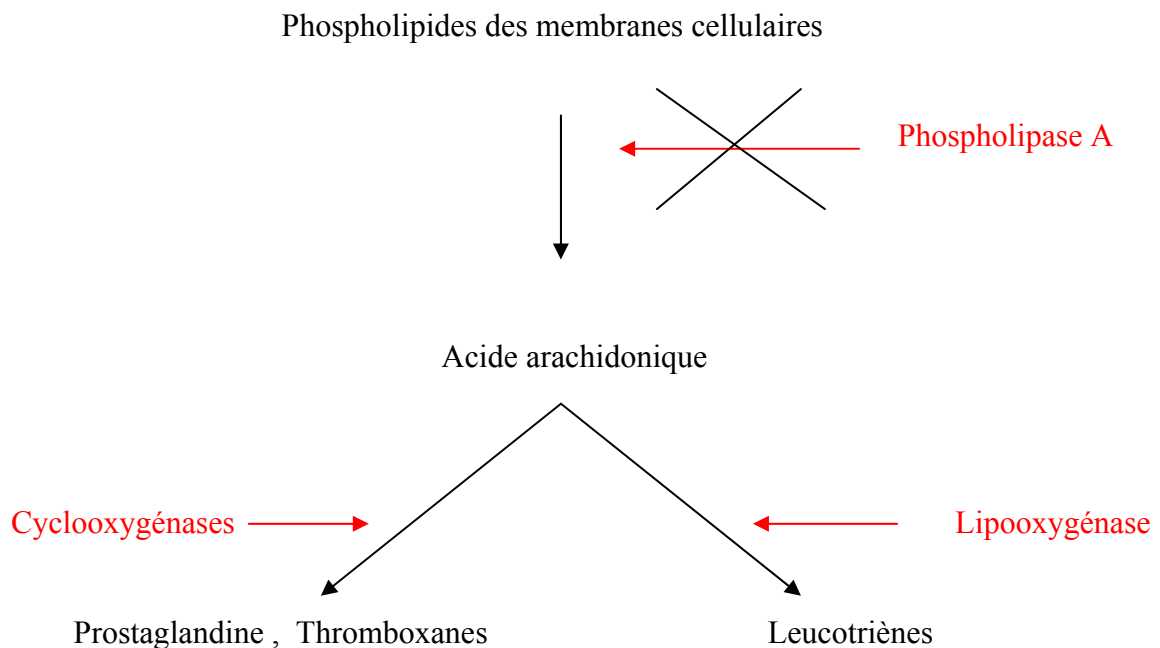 Phospholipides des membranes cellulaires
Phospholipase A
Acide arachidonique
Cyclooxygénases
Lipooxygénase
Prostaglandine , Thromboxanes
Leucotriènes